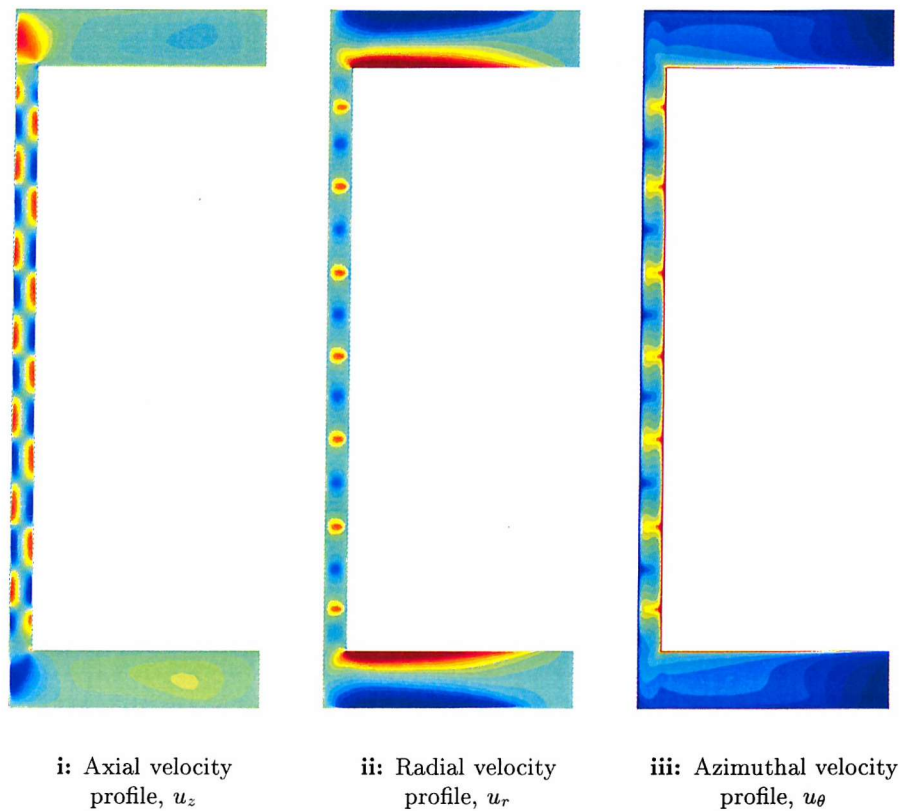 i: Axial velocity
profile, u_z
ii: Radial velocity
profile, u_r
iii: Azimuthal velocity
profile, u_θ